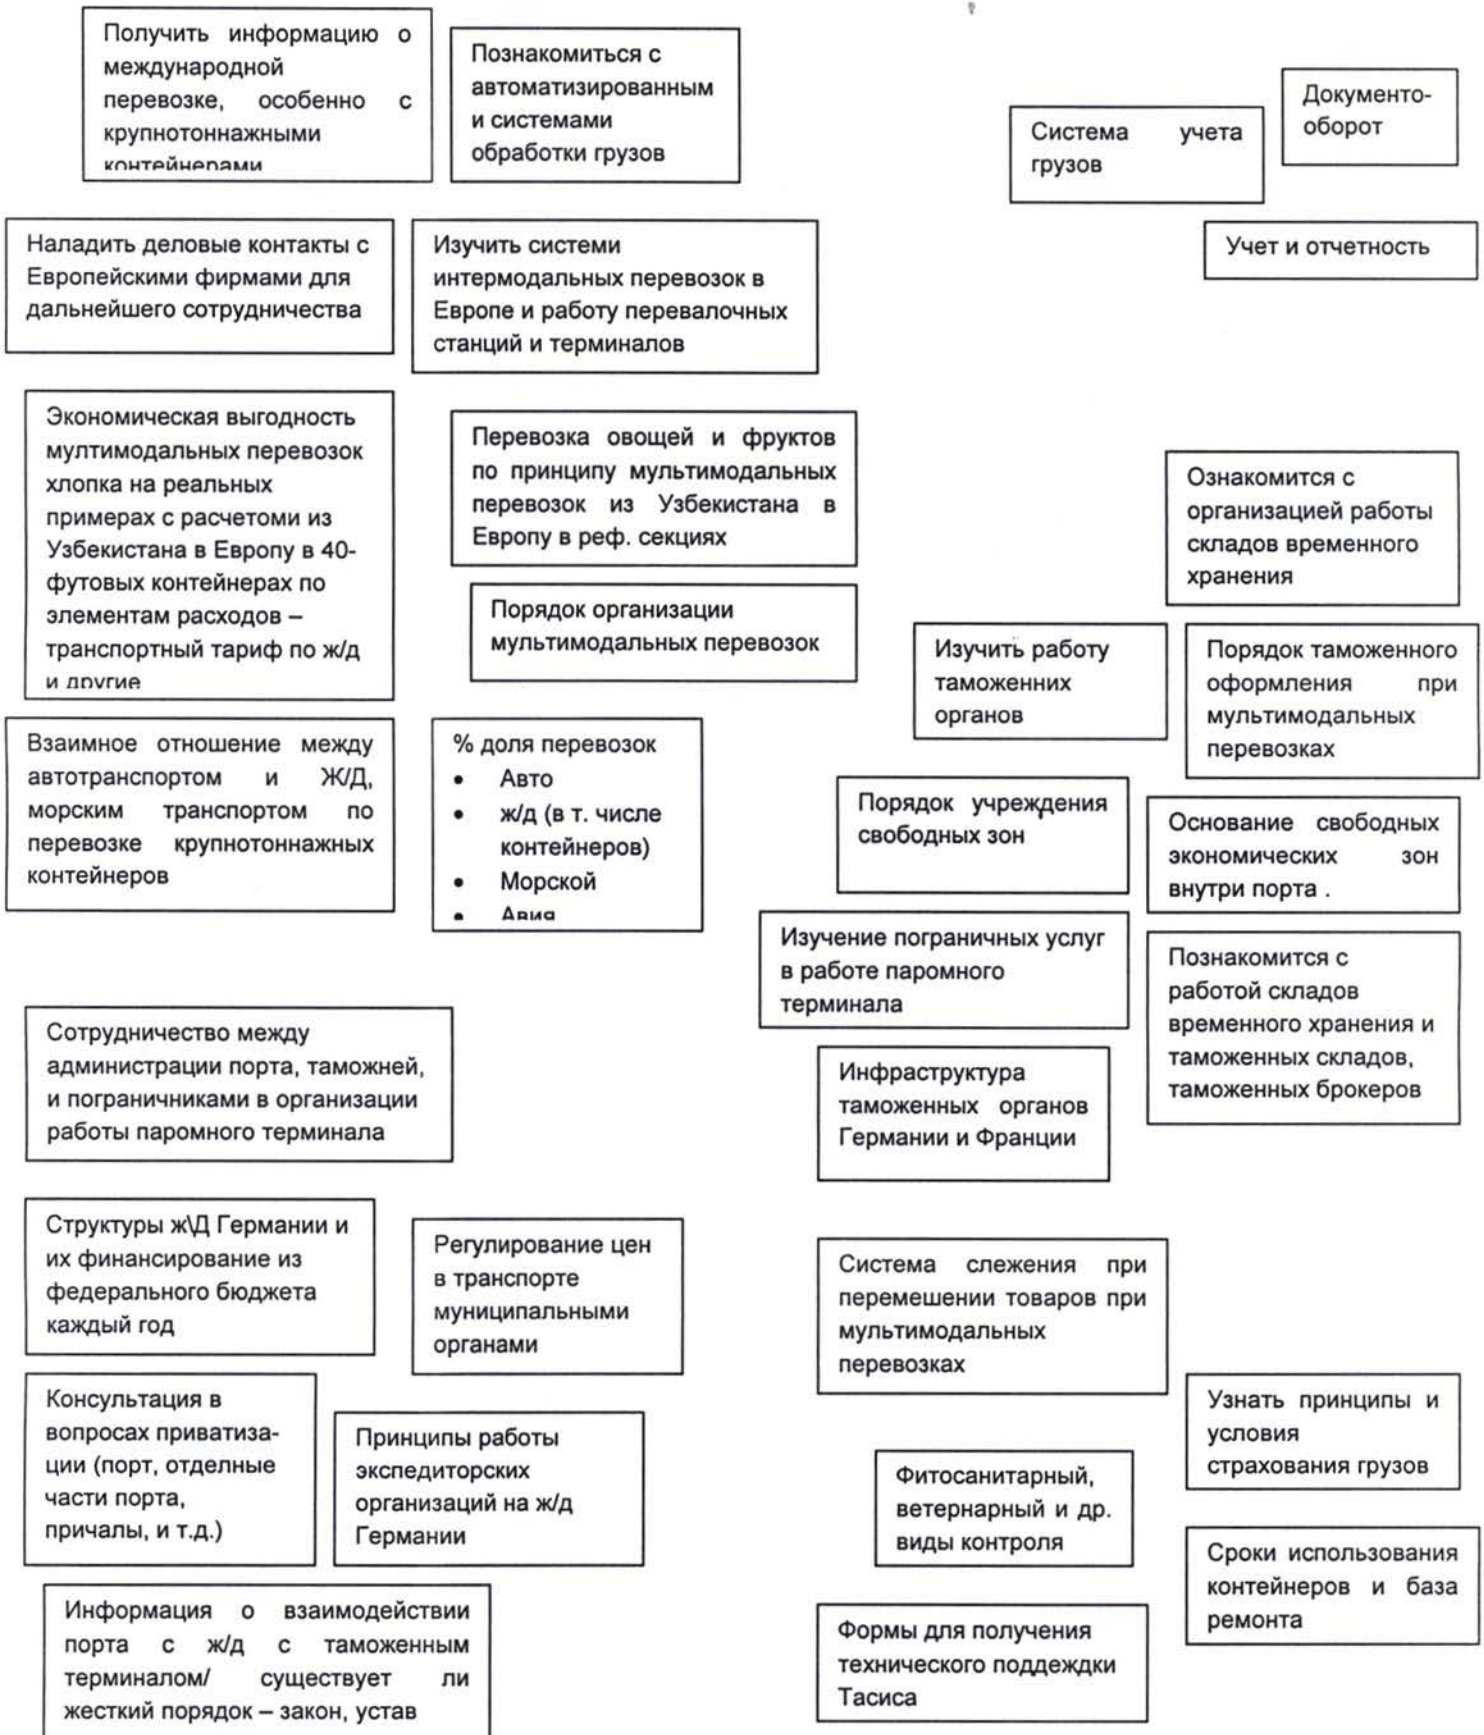 Получить информацию о
международной
перевозке, особенно с
крупнотоннажными
контейнерами
Познакомиться с
автоматизированным
и системами
обработки грузов
Система учета
грузов
Документо-
оборот
Наладить деловые контакты с
Европейскими фирмами для
дальнейшего сотрудничества
Изучить системи
интермодальных перевозок в
Европе и работу перевалочных
станций и терминалов
Учет и отчетность
Экономическая выгодность
мултимодальных перевозок
хлопка на реальных
примерах с расчетоми из
Узбекистана в Европу в 40-
футовых контейнерах по
элементам расходов –
транспортный тариф по ж/д
и другие
Перевозка овощей и фруктов
по принципу мультимодальных
перевозок из Узбекистана в
Европу в реф. секциях
Порядок организации
мультимодальных перевозок
Ознакомится с
организацией работы
складов временного
хранения
Изучить работу
таможенних
органов
Порядок таможенного
оформления при
мультимодальных
перевозках
Взаимное отношение между
автотранспортом и Ж/Д,
морским транспортом по
перевозке крупнотоннажных
контейнеров
% доля перевозок
• Авто
• ж/д (в т. числе
контейнеров)
• Морской
• Авиа
Порядок учреждения
свободных зон
Основание свободных
экономических зон
внутри порта .
Изучение пограничных услуг
в работе паромного
терминала
Познакомится с
работой складов
временного хранения и
таможенных складов,
таможенных брокеров
Сотрудничество между
администрации порта, таможней,
и пограничниками в организации
работы паромного терминала
Инфраструктура
таможенных органов
Германии и Франции
Структуры ж\Д Германии и
их финансирование из
федерального бюджета
каждый год
Регулирование цен
в транспорте
муниципальными
органами
Система слежения при
перемешении товаров при
мультимодальных
перевозках
Консультация в
вопросах приватиза-
ции (порт, отделные
части порта,
причалы, и т.д.)
Принципы работы
экспедиторских
организаций на ж/д
Германии
Узнать принципы и
условия
страхования грузов
Фитосанитарный,
ветернарный и др.
виды контроля
Сроки использования
контейнеров и база
ремонта
Информация о взаимодействии
порта с ж/д с таможенным
терминалом/ существует ли
жесткий порядок – закон, устав
Формы для получения
технического поддеждки
Тасиса